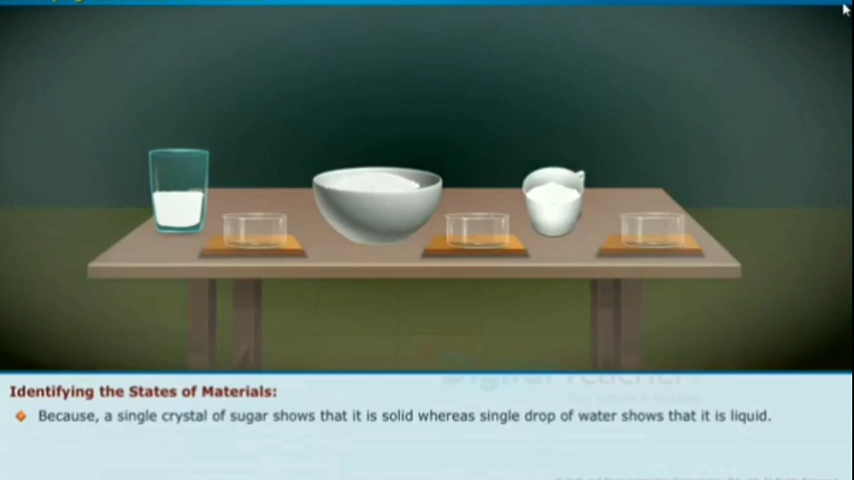 Identifying the States of Materials:
Because, a single crystal of sugar shows that it is solid whereas single drop of water shows that it is liquid.